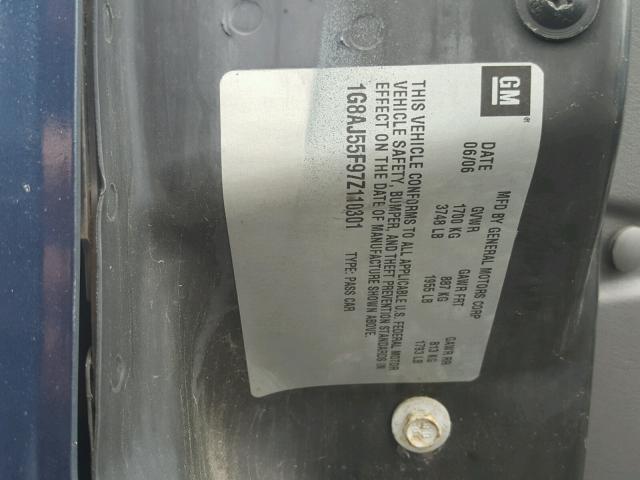 GM®
MFD BY GENERAL MOTORS CORP
DATE GVWR GAWR FRT GAWR RR
06/06 1700 KG 887 KG 813 KG
3748 LB 1955 LB 1793 LB
THIS VEHICLE CONFORMS TO ALL APPLICABLE U.S. FEDERAL MOTOR
VEHICLE SAFETY, BUMPER, AND THEFT PREVENTION STANDARDS IN
EFFECT ON THE DATE OF MANUFACTURE SHOWN ABOVE.
1G8AJ55F97Z110301 TYPE: PASS CAR